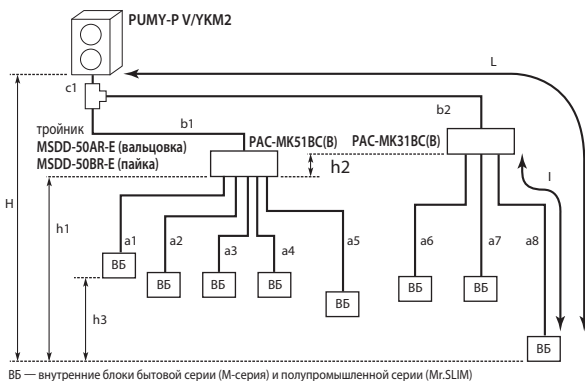 PUMY-P V/YKM2
L
c1
b2
тройник
MSDD-50AR-E (вальцовка)
MSDD-50BR-E (пайка)
b1
PAC-MK51BC(B)
PAC-MK31BC(B)
h2
l
H
h1
a1
a2
a3
a4
a5
a6
a7
a8
ВБ
ВБ
ВБ
ВБ
ВБ
ВБ
ВБ
h3
ВБ
ВБ — внутренние блоки бытовой серии (М-серия) и полупромышленной серии (Mr.SLIM)